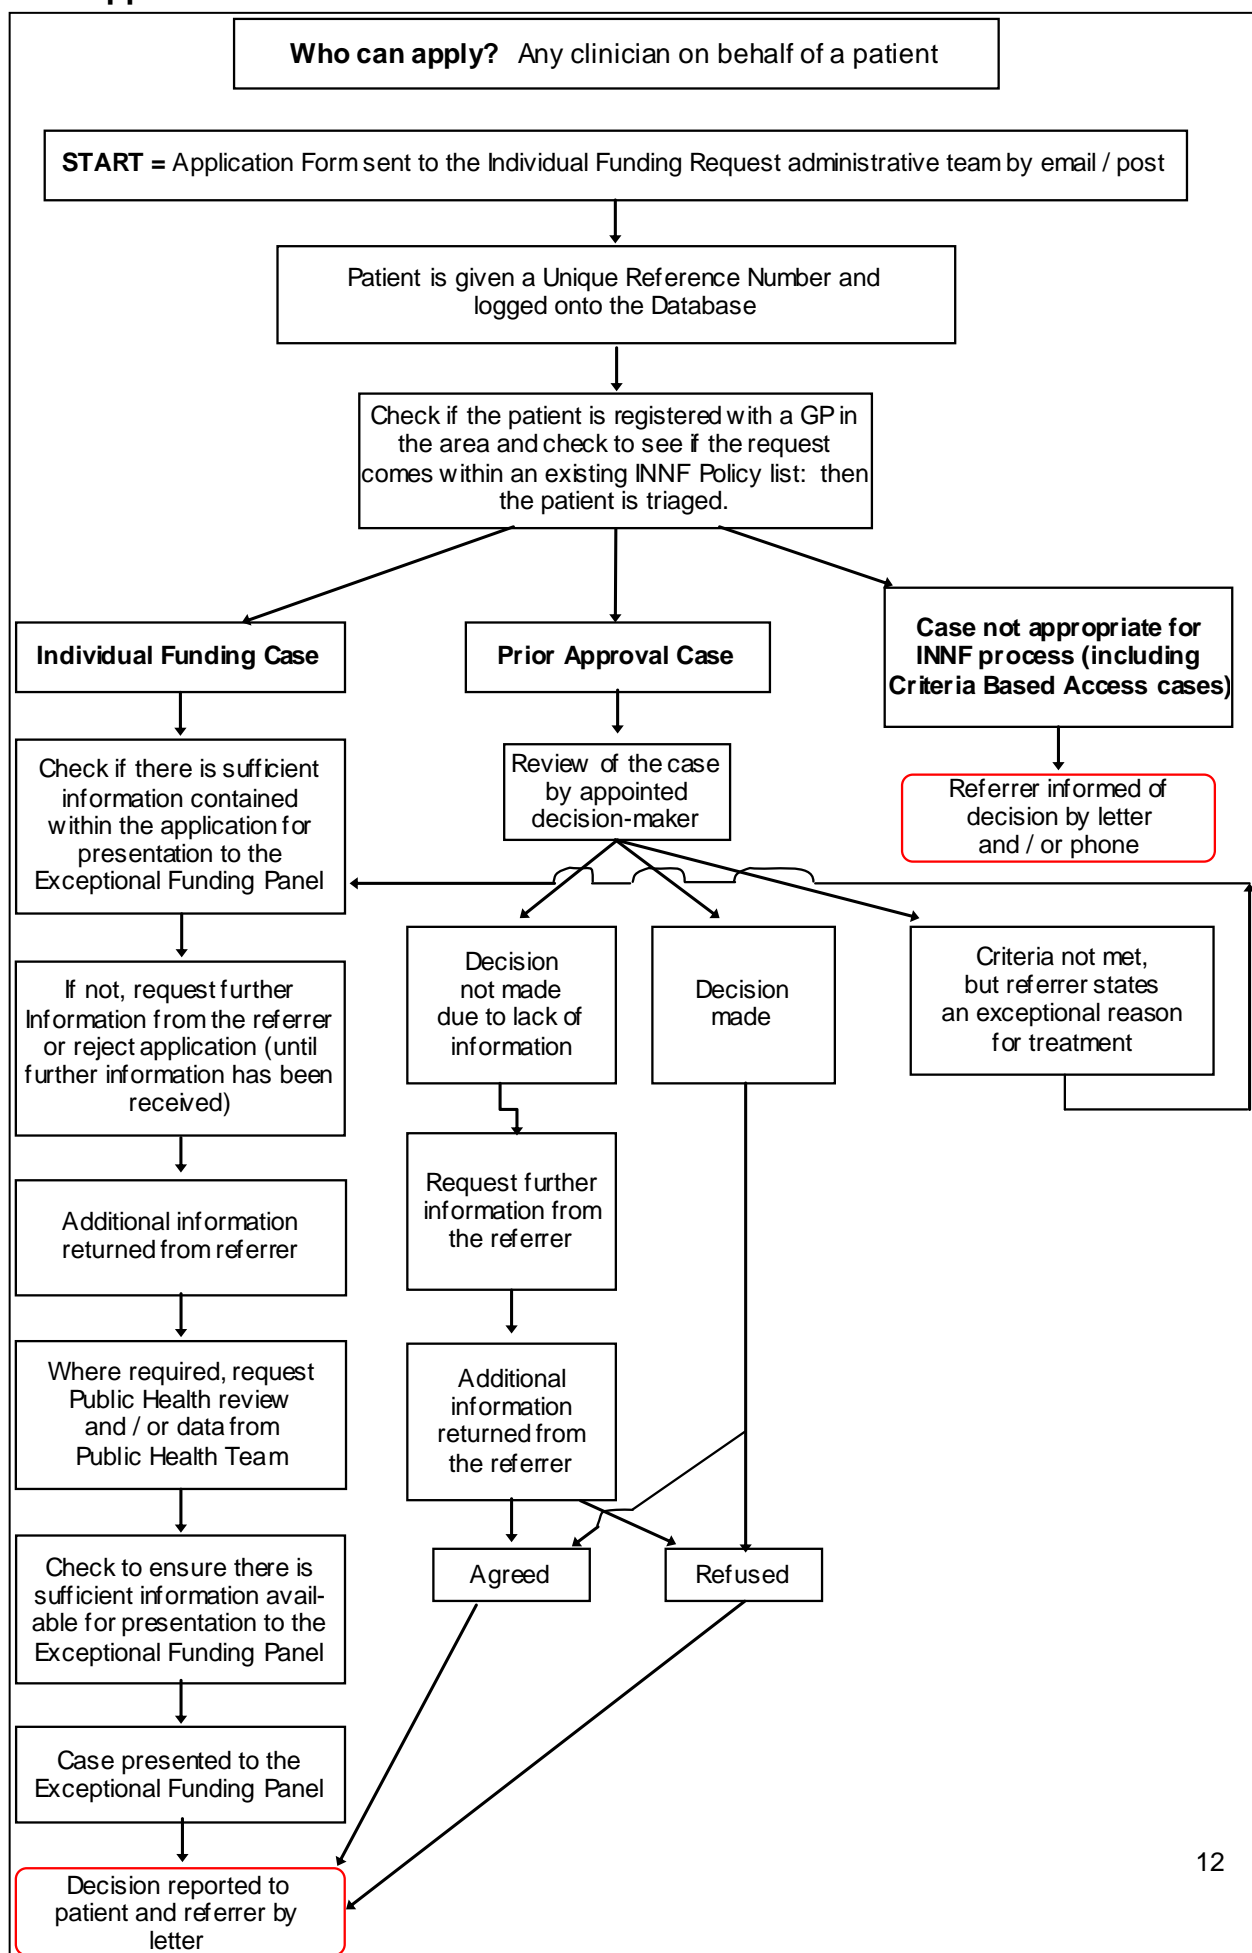 Who can apply? Any clinician on behalf of a patient
START = Application Form sent to the Individual Funding Request administrative team by email / post
Patient is given a Unique Reference Number and
logged onto the Database
Check if the patient is registered with a GP in
the area and check to see if the request
comes within an existing INNF Policy list: then
the patient is triaged.
Individual Funding Case
Prior Approval Case
Case not appropriate for
INNF process (including
Criteria Based Access cases)
Check if there is sufficient
information contained
within the application for
presentation to the
Exceptional Funding Panel
Review of the case
by appointed
decision-maker
Referrer informed of
decision by letter
and / or phone
If not, request further
Information from the referrer
or reject application (until
further information has been
received)
Decision
not made
due to lack of
information
Decision
made
Criteria not met,
but referrer states
an exceptional reason
for treatment
Additional information
returned from referrer
Request further
information from
the referrer
Where required, request
Public Health review
and / or data from
Public Health Team
Additional
information
returned from
the referrer
Check to ensure there is
sufficient information avail-
able for presentation to the
Exceptional Funding Panel
Agreed
Refused
Case presented to the
Exceptional Funding Panel
Decision reported to
patient and referrer by
letter
12